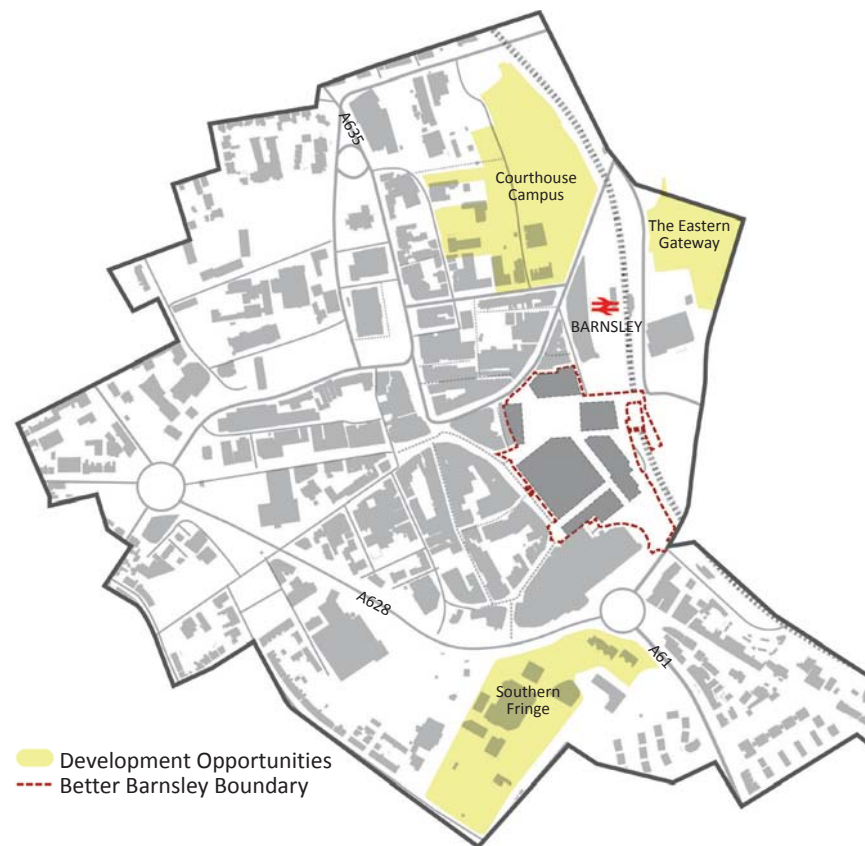 A635
Courthouse
Campus
The Eastern
Gateway
BARNSLEY
A628
A61
Southern
Fringe
Development Opportunities
Better Barnsley Boundary